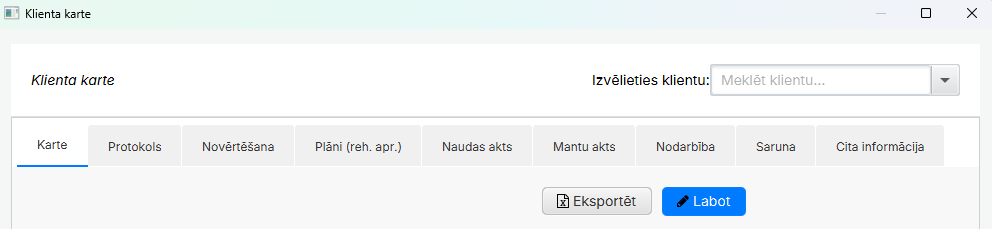 Klienta karte
Klienta karte
Izvēlieties klientu: Meklēt klientu...
Karte Protokols Novērtēšana Plāni (reh. apr.) Naudas akts Mantu akts Nodarbība Saruna Cita informācija
Eksportēt Labot